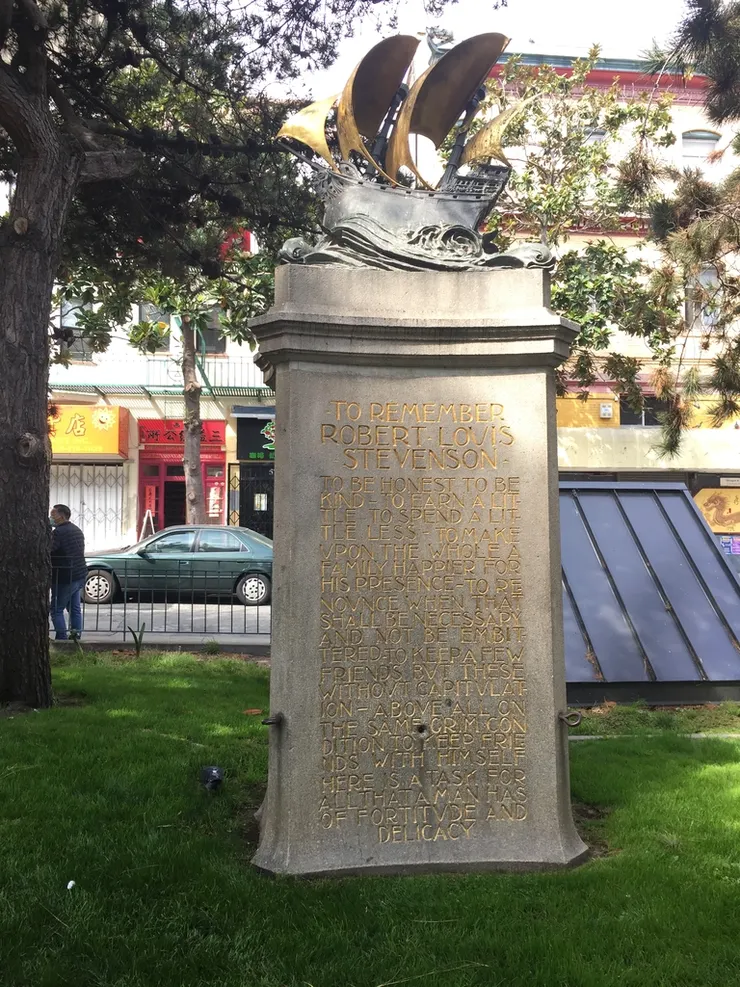 TO REMEMBER
ROBERT LOVIS
STEVENSON
TO BE HONEST TO BE
KIND - TO EARN A LIT
TLE TO SPEND A LIT-
TLE LESS - TO MAKE
VPON THE WHOLE A
FAMILY HAPPIER FOR
HIS PRESENCE - TO RE
NOVNCE WHEN THAT
SHALL BE NECESSARY
AND NOT BE EMBIT-
TERED TO KEEP A FEW
FRIENDS BVT THESE
WITHOVT CAPITVLAT-
ION - ABOVE ALL ON
THE SAME GRIM CON
DITION TO KEEP FRIE
NDS WITH HIMSELF
HERE IS A TASK FOR
ALL THAT A MAN HAS
OF FORTITVDE AND
DELICACY
店